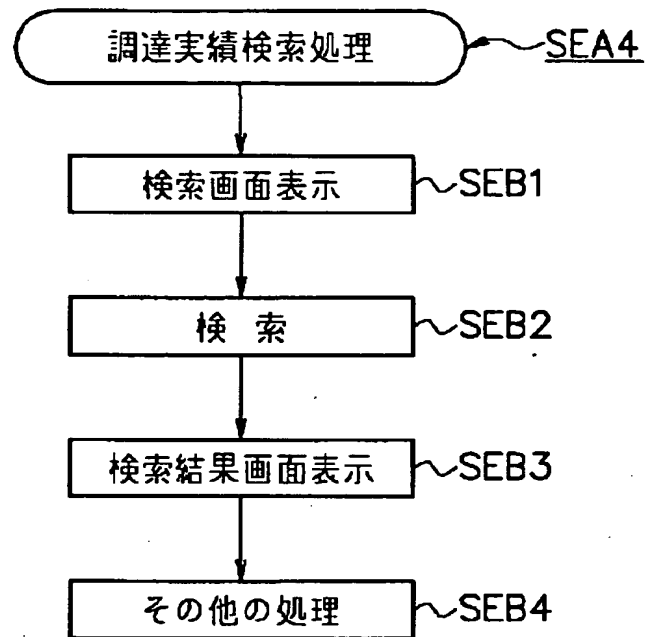 調達実績検索処理 SEA4
検索画面表示 SEB1
検 索 SEB2
検索結果画面表示 SEB3
その他の処理 SEB4